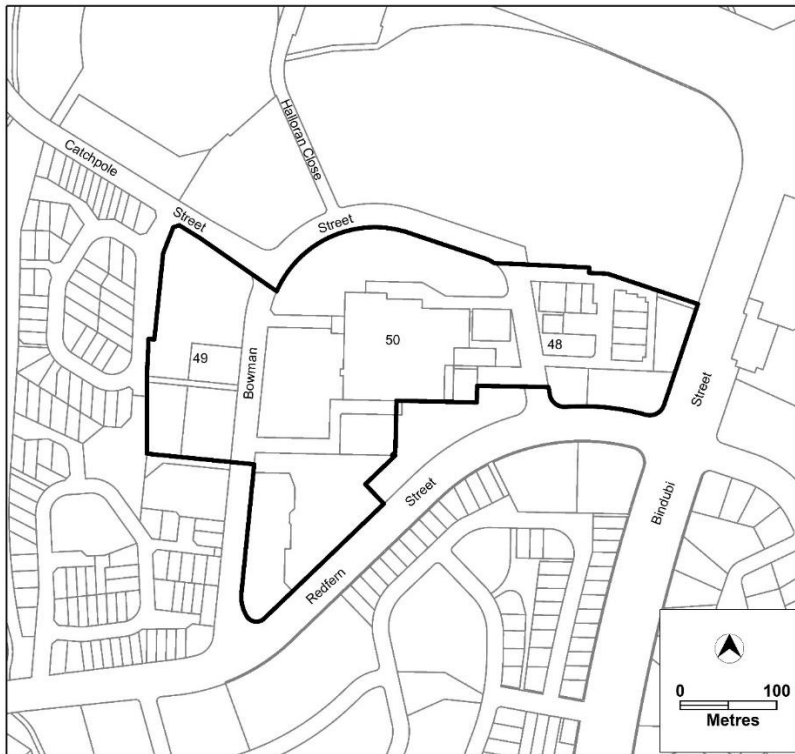 Halloran Close
Catchpole
Street
Street
50
48
49
Bowman
Street
Street
Redfern
Bindubi
0 100
Metres